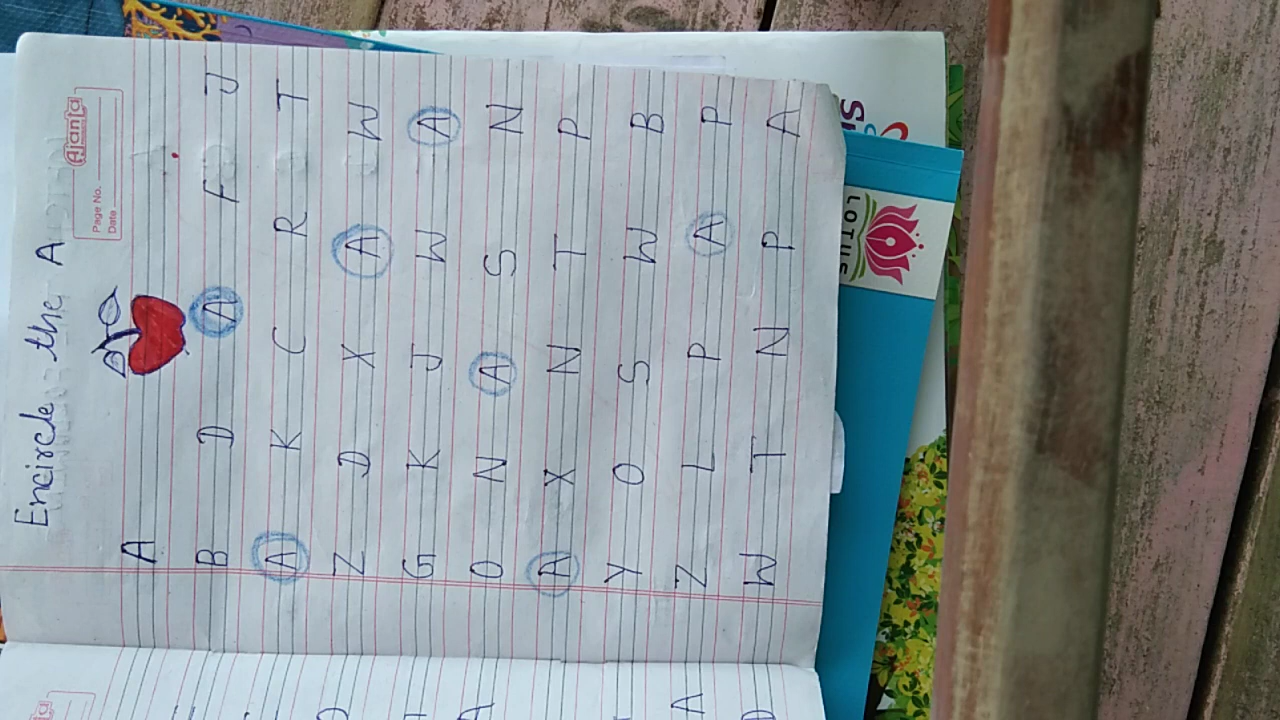 Encircle the A
Ajanta
Page No.
Date
A
B D A F J
A K C R T
Z D X A W
G K J W A
O N A S N
A X N T P
Y O S W B
Z L P A P
W T N P A
LOTUS